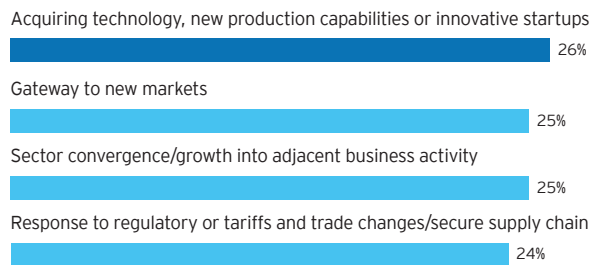 Acquiring technology, new production capabilities or innovative startups
26%
Gateway to new markets
25%
Sector convergence/growth into adjacent business activity
25%
Response to regulatory or tariffs and trade changes/secure supply chain
24%